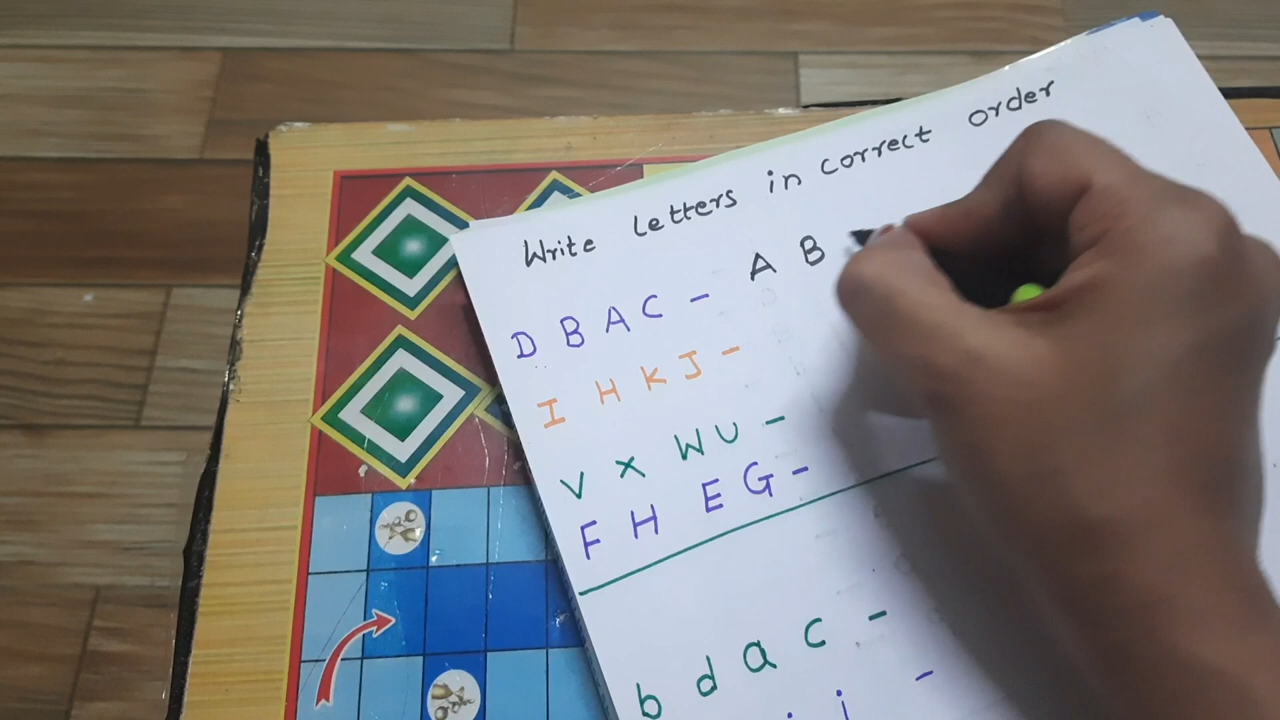 Write letters in correct order
D B A C - A B
I H K J -
V X W U -
F H E G -
b d a c -